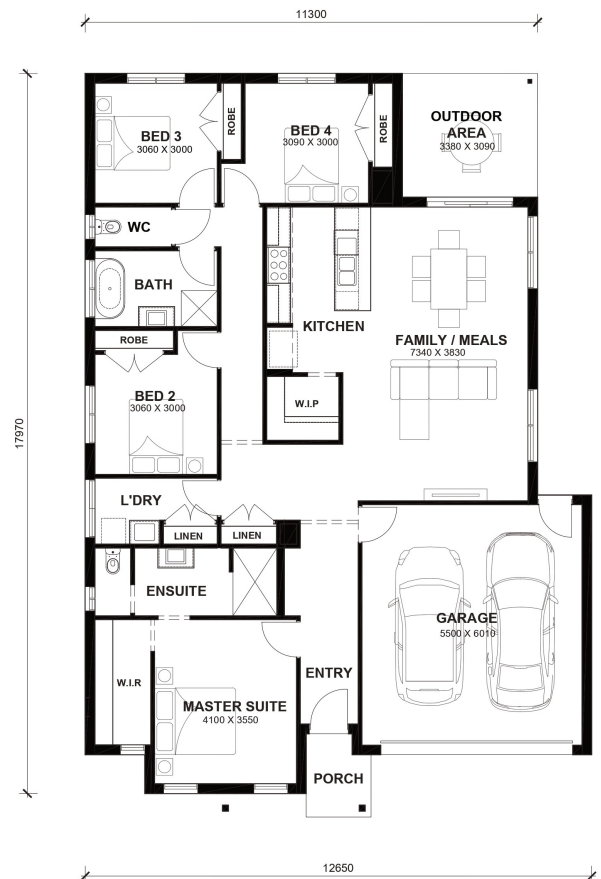 11300
OUTDOOR
AREA
3380 X 3090
BED 3
3060 X 3000
ROBE
BED 4
3090 X 3000
ROBE
WC
BATH
KITCHEN
FAMILY / MEALS
7340 X 3830
ROBE
BED 2
3060 X 3000
W.I.P
17970
L'DRY
LINEN
LINEN
ENSUITE
GARAGE
5500 X 6010
W.I.R
ENTRY
MASTER SUITE
4100 X 3550
PORCH
12650